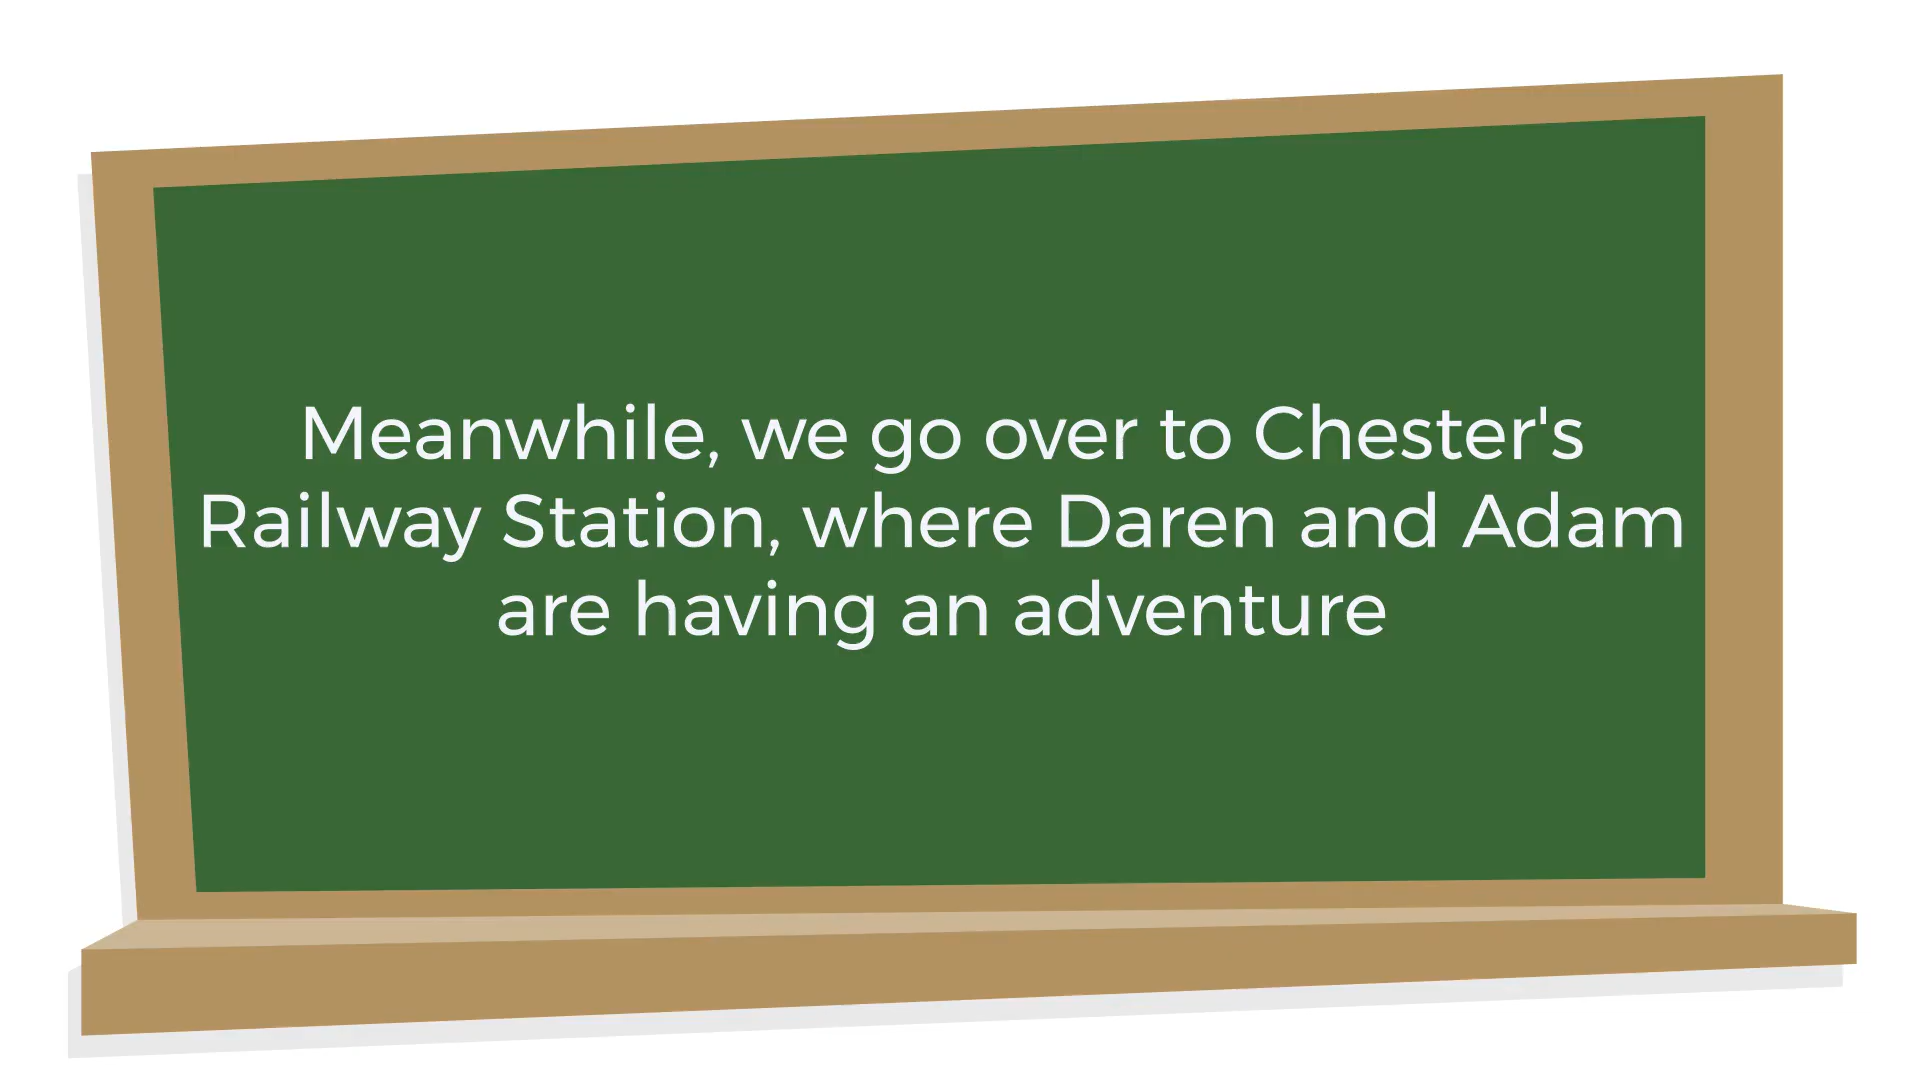 Meanwhile, we go over to Chester's
Railway Station, where Daren and Adam
are having an adventure